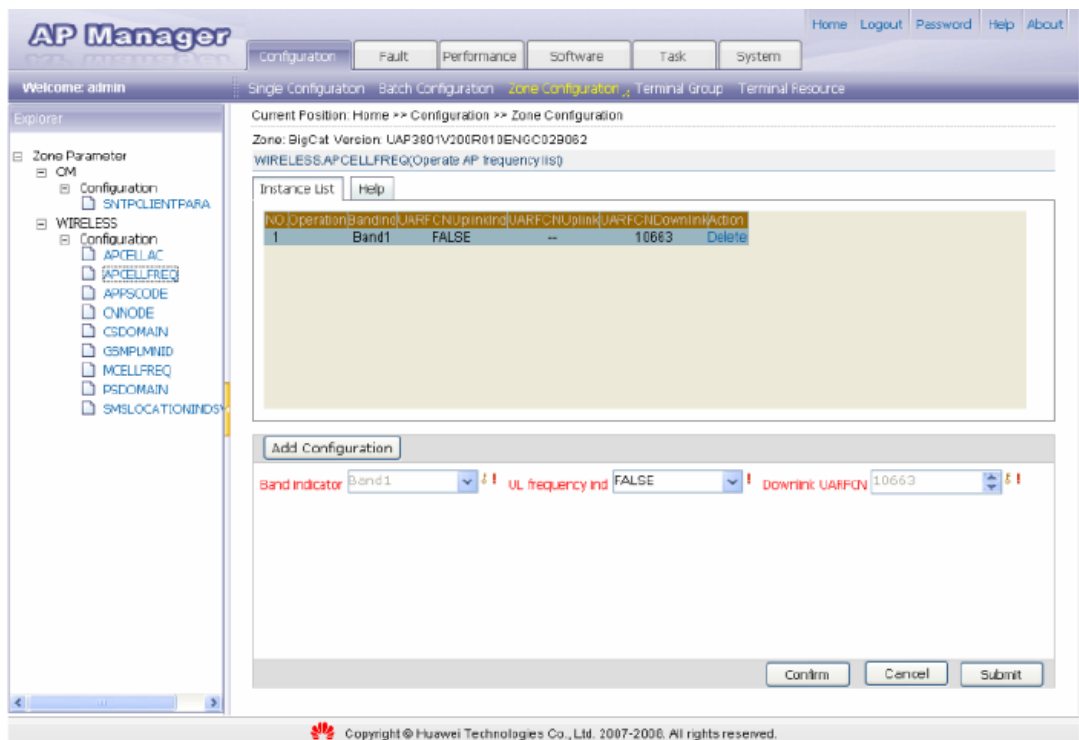 AP Manager
Home Logout Password Help About
Configuration Fault Performance Software Task System
Welcome: admin
Single Configuration Batch Configuration Zone Configuration Terminal Group Terminal Resource
Explorer
Zone Parameter
OM
Configuration
SNTPCLIENTPARA
WIRELESS
Configuration
APCELLAC
APCELLFREQ
APPSCODE
CNNODE
CSDOMAIN
GSMPLMNID
MCELLFREQ
PSDOMAIN
SMSLOCATIONINDSW
Current Position: Home >> Configuration >> Zone Configuration
Zone: BigCat Version: UAP3801V200R010ENGC02B062
WIRELESS.APCELLFREQ(Operate AP frequency list)
Instance List Help
NO. Operation BandInd UARFCNUplinkInd UARFCNUplink UARFCNDownlink Action
1 Band1 FALSE -- 10663 Delete
Add Configuration
Band indicator Band1 ! UL frequency ind FALSE ! Downlink UARFCN 10663 !
Confirm Cancel Submit
Copyright © Huawei Technologies Co., Ltd. 2007-2008. All rights reserved.